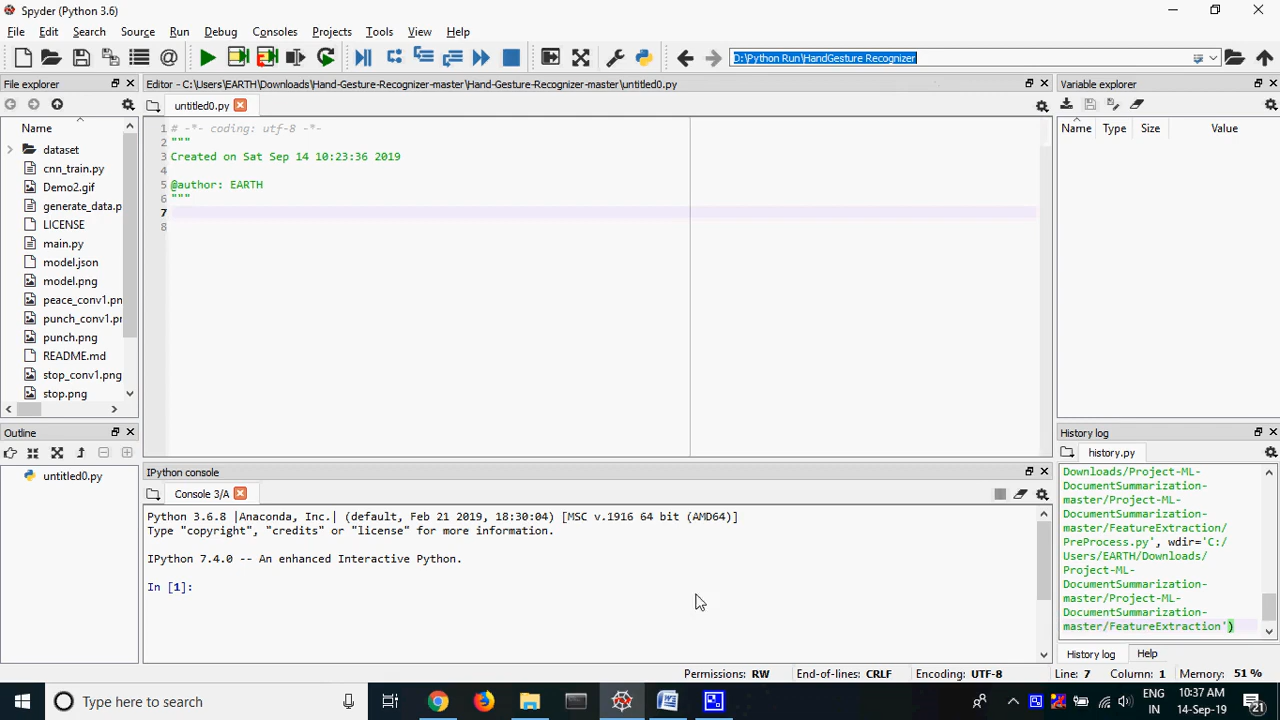 Spyder (Python 3.6)
File Edit Search Source Run Debug Consoles Projects Tools View Help
D:\Python Run\HandGesture Recognizer
File explorer
Name
dataset
cnn_train.py
Demo2.gif
generate_data.p
LICENSE
main.py
model.json
model.png
peace_conv1.pn
punch_conv1.pn
punch.png
README.md
stop_conv1.png
stop.png
Outline
untitled0.py
Editor - C:\Users\EARTH\Downloads\Hand-Gesture-Recognizer-master\Hand-Gesture-Recognizer-master\untitled0.py
untitled0.py
1 # -*- coding: utf-8 -*-
2 """
3 Created on Sat Sep 14 10:23:36 2019
4
5 @author: EARTH
6 """
7
8
IPython console
Console 3/A
Python 3.6.8 |Anaconda, Inc.| (default, Feb 21 2019, 18:30:04) [MSC v.1916 64 bit (AMD64)]
Type "copyright", "credits" or "license" for more information.
IPython 7.4.0 -- An enhanced Interactive Python.
In [1]:
Variable explorer
Name Type Size Value
History log
history.py
Downloads/Project-ML-
DocumentSummarization-
master/Project-ML-
DocumentSummarization-
master/FeatureExtraction/
PreProcess.py', wdir='C:/
Users/EARTH/Downloads/
Project-ML-
DocumentSummarization-
master/Project-ML-
DocumentSummarization-
master/FeatureExtraction')
History log Help
Permissions: RW End-of-lines: CRLF Encoding: UTF-8 Line: 7 Column: 1 Memory: 51 %
Type here to search
ENG
IN
10:37 AM
14-Sep-19
21